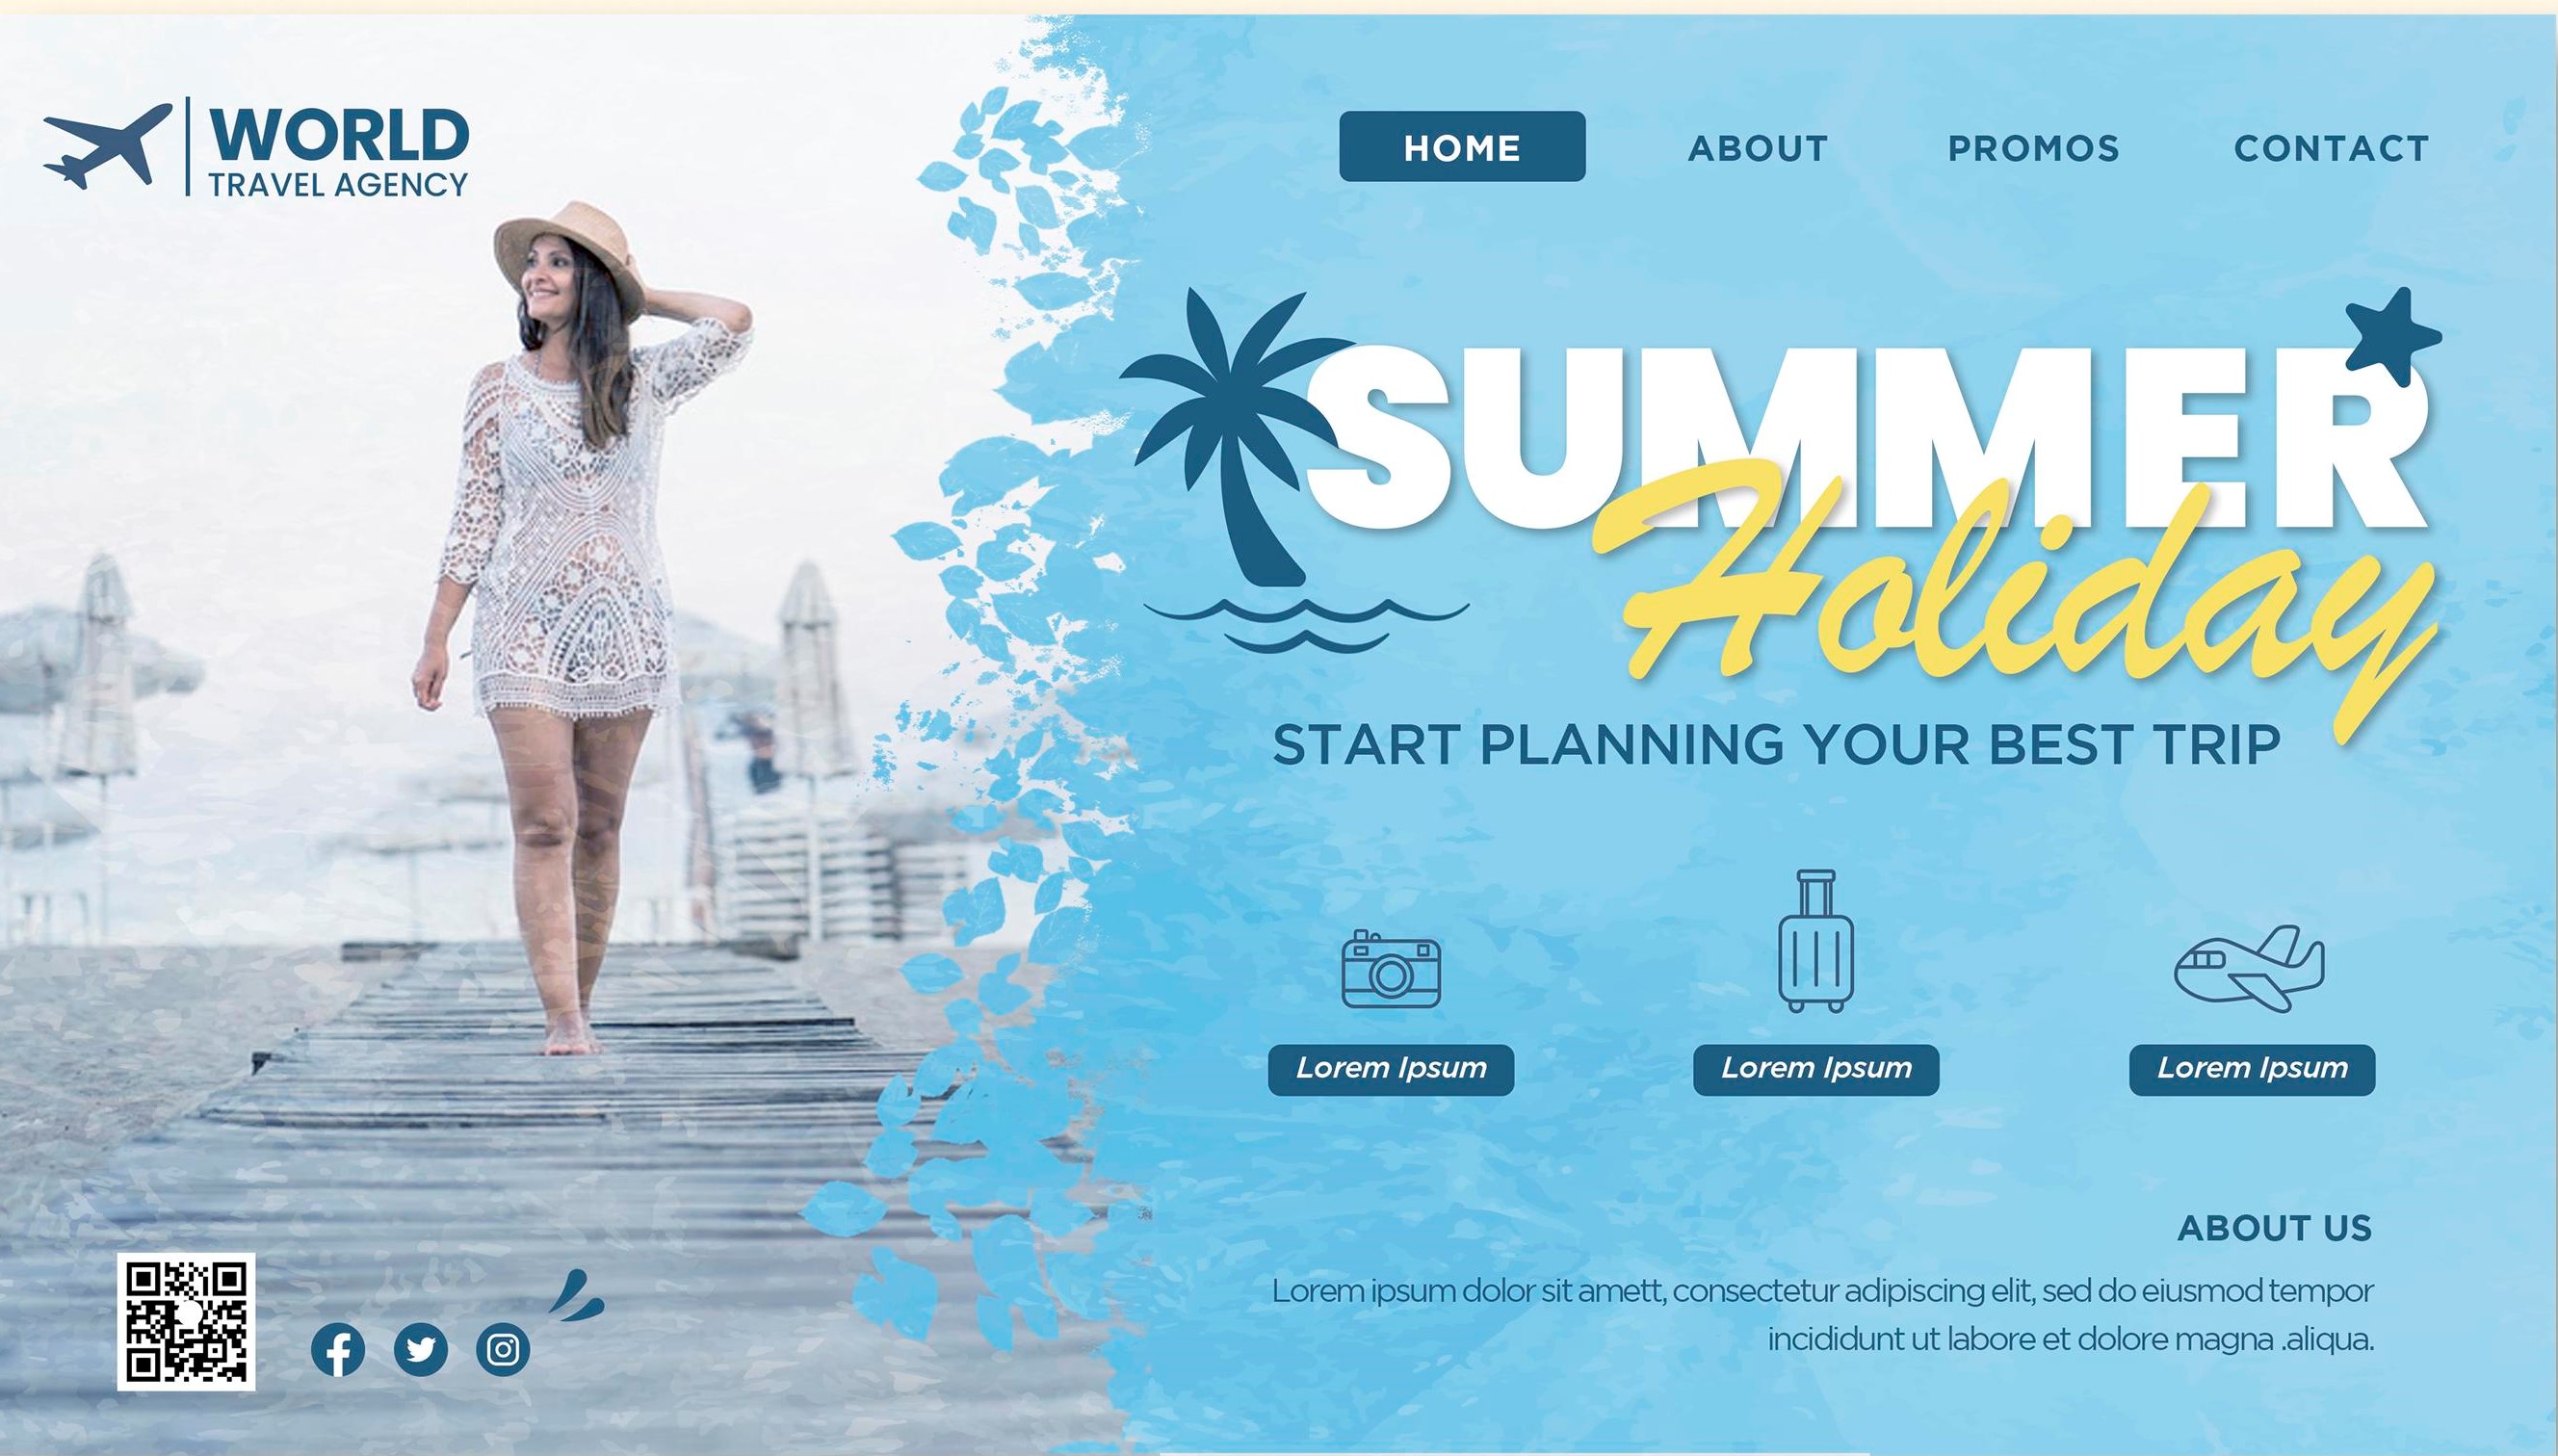 WORLD
TRAVEL AGENCY
HOME
ABOUT
PROMOS
CONTACT
SUMMER
Holiday
START PLANNING YOUR BEST TRIP
Lorem Ipsum
Lorem Ipsum
Lorem Ipsum
ABOUT US
Lorem ipsum dolor sit amett, consectetur adipiscing elit, sed do eiusmod tempor
incididunt ut labore et dolore magna .aliqua.